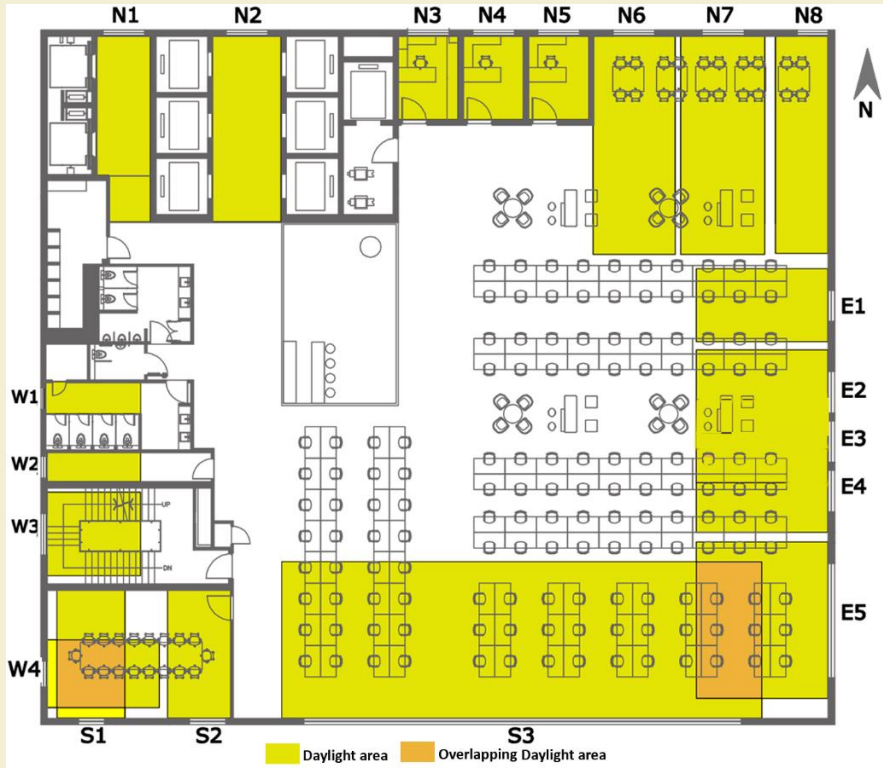 N1 N2 N3 N4 N5 N6 N7 N8
N
E1
W1
E2
E3
W2
E4
UP
W3
DN
E5
W4
S1 S2 S3
Daylight area Overlapping Daylight area